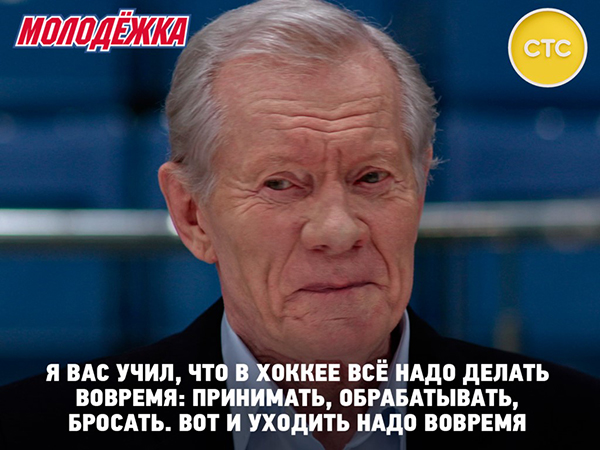 МОЛОДЁЖКА
СТС
Я ВАС УЧИЛ, ЧТО В ХОККЕЕ ВСЁ НАДО ДЕЛАТЬ
ВОВРЕМЯ: ПРИНИМАТЬ, ОБРАБАТЫВАТЬ,
БРОСАТЬ. ВОТ И УХОДИТЬ НАДО ВОВРЕМЯ